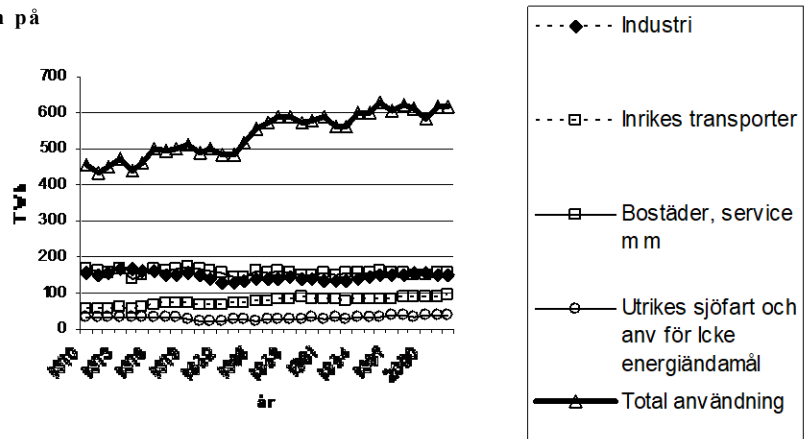 n på
700
600
500
400
300
200
100
0
TWh
år
Industri
Inrikes transporter
Bostäder, service
m m
Utrikes sjöfart och
anv för Icke
energiändamål
Total användning